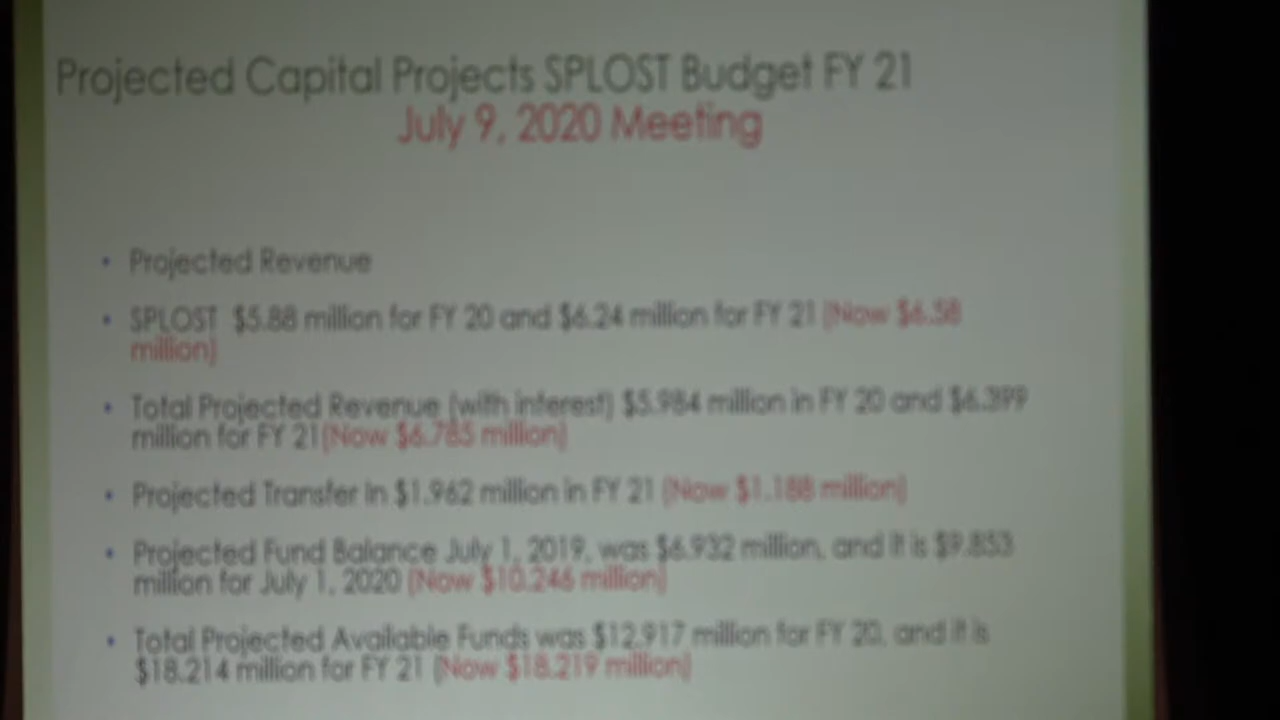 Projected Capital Projects SPLOST Budget FY 21
July 9, 2020 Meeting
• Projected Revenue
• SPLOST $5.88 million for FY 20 and $6.24 million for FY 21 (Now $6.58
million)
• Total Projected Revenue (with interest) $5.984 million in FY 20 and $6.399
million for FY 21(Now $6.785 million)
• Projected Transfer In $1.962 million in FY 21 (Now $1.188 million)
• Projected Fund Balance July 1, 2019, was $6.932 million, and it is $9.853
million for July 1, 2020 (Now $10.246 million)
• Total Projected Available Funds was $12.917 million for FY 20, and it is
$18.214 million for FY 21 (Now $18.219 million)